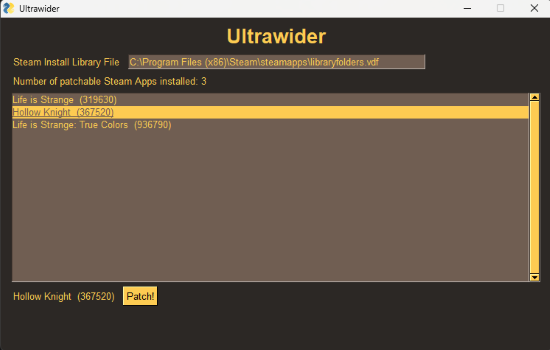 Ultrawider
Ultrawider
Steam Install Library File C:\Program Files (x86)\Steam\steamapps\libraryfolders.vdf
Number of patchable Steam Apps installed: 3
Life is Strange (319630)
Hollow Knight (367520)
Life is Strange: True Colors (936790)
Hollow Knight (367520) Patch!